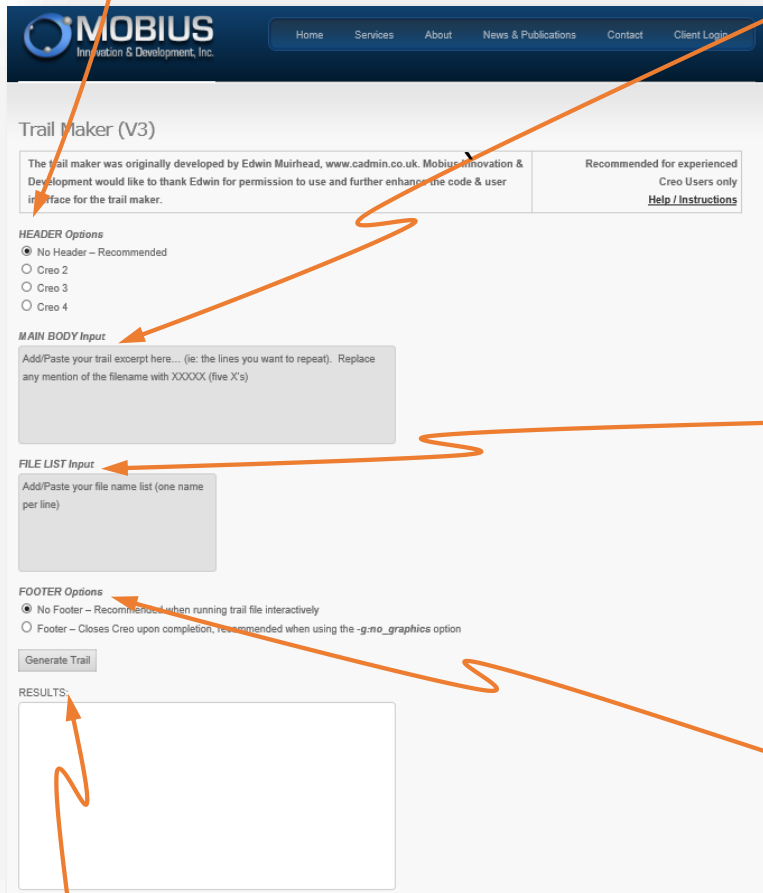 MOBIUS
Innovation & Development, Inc.
Home Services About News & Publications Contact Client Login
Trail Maker (V3)
The trail maker was originally developed by Edwin Muirhead, www.cadmin.co.uk. Mobius Innovation &
Development would like to thank Edwin for permission to use and further enhance the code & user
interface for the trail maker.
Recommended for experienced
Creo Users only
Help / Instructions
HEADER Options
No Header – Recommended
Creo 2
Creo 3
Creo 4
MAIN BODY Input
Add/Paste your trail excerpt here... (ie: the lines you want to repeat). Replace
any mention of the filename with XXXXX (five X's)
FILE LIST Input
Add/Paste your file name list (one name
per line)
FOOTER Options
No Footer – Recommended when running trail file interactively
Footer – Closes Creo upon completion, recommended when using the -g:no_graphics option
Generate Trail
RESULTS: